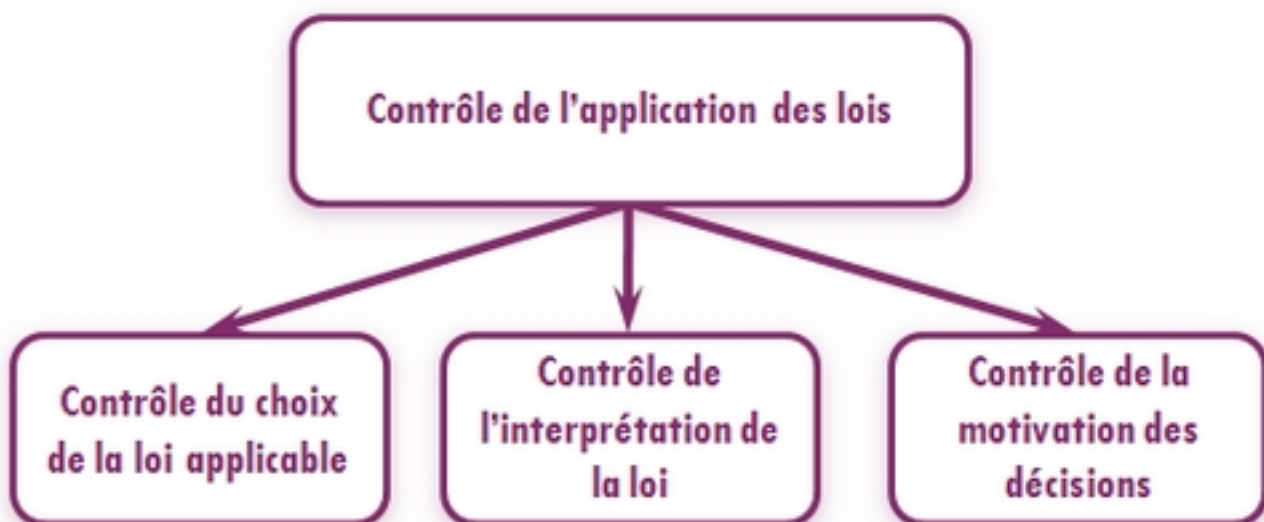 Contrôle de l'application des lois
Contrôle du choix
de la loi applicable
Contrôle de
l'interprétation de
la loi
Contrôle de la
motivation des
décisions